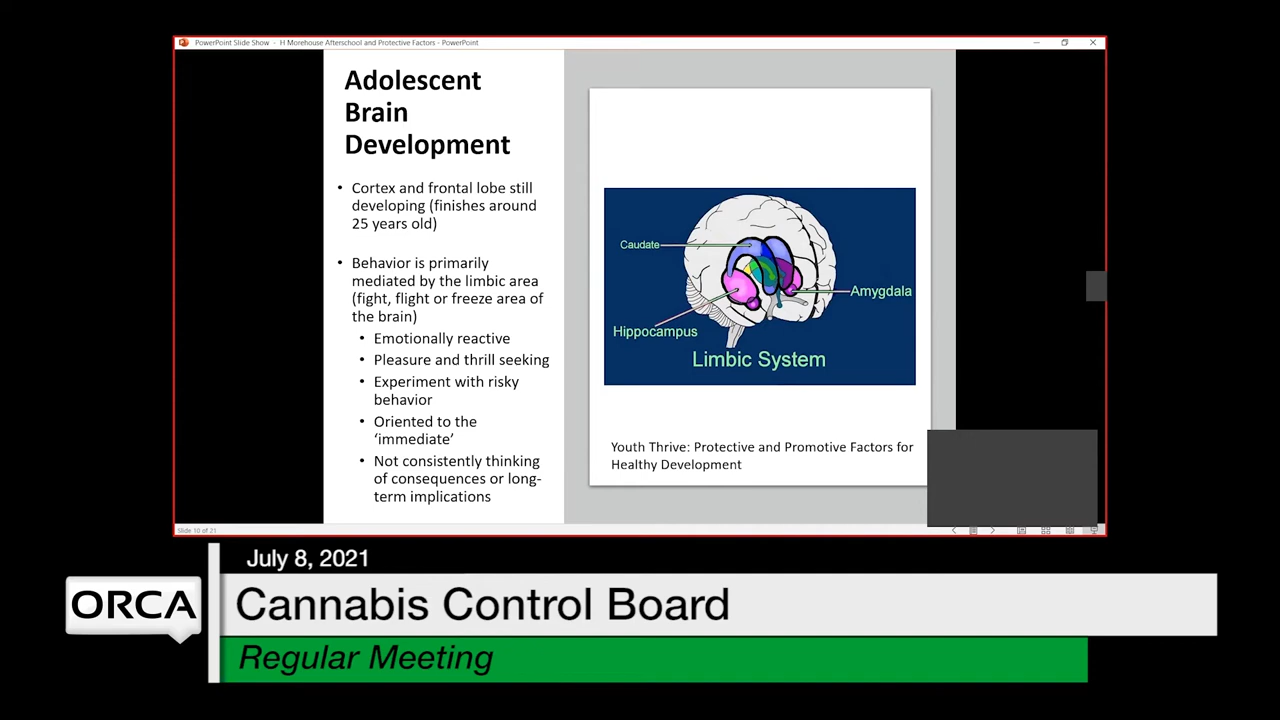 PowerPoint Slide Show - H Morehouse Afterschool and Protective Factors - PowerPoint
Adolescent
Brain
Development
• Cortex and frontal lobe still
developing (finishes around
25 years old)
• Behavior is primarily
mediated by the limbic area
(fight, flight or freeze area of
the brain)
• Emotionally reactive
• Pleasure and thrill seeking
• Experiment with risky
behavior
• Oriented to the
‘immediate’
• Not consistently thinking
of consequences or long-
term implications
Caudate
Amygdala
Hippocampus
Limbic System
Youth Thrive: Protective and Promotive Factors for
Healthy Development
Slide 10 of 21
July 8, 2021
ORCA
Cannabis Control Board
Regular Meeting